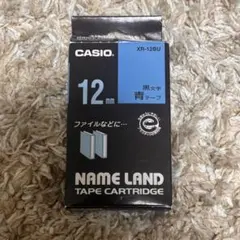 CASIO
XR-12BU
12
黒文字
青テープ
ファイルなどに…
NAME LAND
TAPE CARTRIDGE